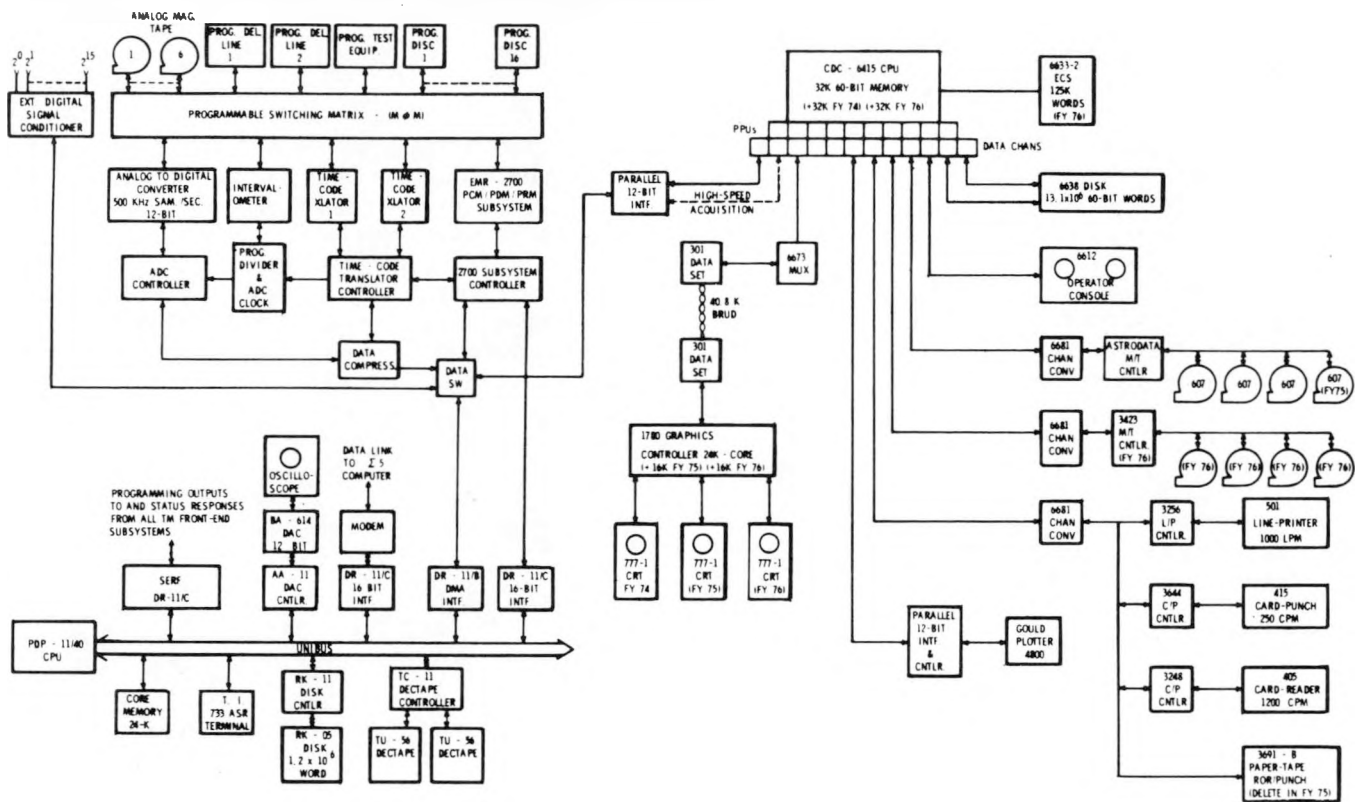 ANALOG MAG.
TAPE
1
6
PROG. DEL.
LINE
1
PROG. DEL.
LINE
2
PROG. TEST
EQUIP.
PROG.
DISC
1
PROG.
DISC
16
2^0
2^1
2^15
EXT DIGITAL
SIGNAL
CONDITIONER
PROGRAMMABLE SWITCHING MATRIX - (M Ø M)
ANALOG TO DIGITAL
CONVERTER
500 KHz SAM./SEC.
12-BIT
INTERVAL-
OMETER
TIME-
CODE
XLATOR
1
TIME-
CODE
XLATOR
2
EMR - 2700
PCM/PDM/PRM
SUBSYSTEM
ADC
CONTROLLER
PROG.
DIVIDER
&
ADC
CLOCK
TIME - CODE
TRANSLATOR
CONTROLLER
2700 SUBSYSTEM
CONTROLLER
DATA
COMPRESS
DATA
SW
OSCILLO-
SCOPE
DATA LINK
TO Σ 5
COMPUTER
PROGRAMMING OUTPUTS
TO AND STATUS RESPONSES
FROM ALL TM FRONT-END
SUBSYSTEMS
BA - 614
DAC
12 BIT
MODEM
SERF
DR-11/C
AA - 11
DAC
CNTLR
DR - 11/C
16 BIT
INTF
DR - 11/B
DMA
INTF
DR - 11/C
16-BIT
INTF
PDP - 11/40
CPU
UNIBUS
CORE
MEMORY
24-K
T. I.
733 ASR
TERMINAL
RK - 11
DISK
CNTLR
TC - 11
DECTAPE
CONTROLLER
RK - 05
DISK
1.2 x 10^6
WORD
TU - 56
DECTAPE
TU - 56
DECTAPE
CDC - 6415 CPU
32K 60-BIT MEMORY
(+32K FY 74) (+32K FY 76)
6633-2
ECS
125K
WORDS
(FY 76)
PPUs
DATA CHANS
PARALLEL
12-BIT
INTF.
HIGH-SPEED
ACQUISITION
6638 DISK
13.1x10^6 60-BIT WORDS
301
DATA
SET
6673
MUX
6612
OPERATOR
CONSOLE
40.8 K
BRUD
301
DATA
SET
6681
CHAN
CONV
ASTRODATA
M/T
CNTLR
607
607
607
607
(FY75)
1780 GRAPHICS
CONTROLLER 24K - CORE
(+16K FY 75) (+16K FY 76)
6681
CHAN
CONV
3423
M/T
CNTLR
(FY 76)
(FY 76)
(FY 76)
(FY 76)
(FY 76)
777-1
CRT
FY 74
777-1
CRT
(FY 75)
777-1
CRT
(FY 76)
6681
CHAN
CONV
3256
L/P
CNTLR.
501
LINE-PRINTER
1000 LPM
3644
C/P
CNTLR
415
CARD-PUNCH
250 CPM
PARALLEL
12-BIT
INTF
&
CNTLR
GOULD
PLOTTER
4800
3248
C/P
CNTLR
405
CARD-READER
1200 CPM
3691 - B
PAPER-TAPE
RDR/PUNCH
(DELETE IN FY 75)